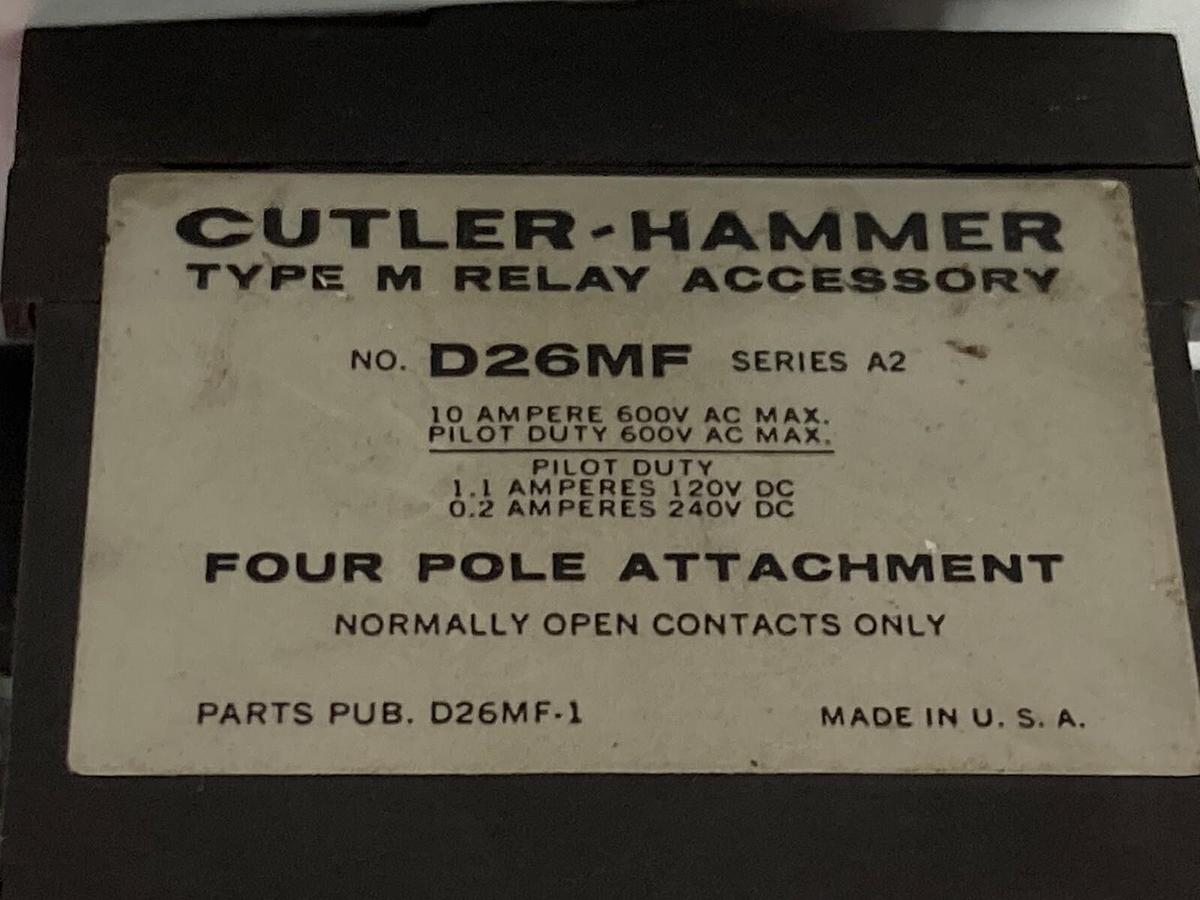 CUTLER-HAMMER
TYPE M RELAY ACCESSORY
NO. D26MF SERIES A2
10 AMPERE 600V AC MAX.
PILOT DUTY 600V AC MAX.
PILOT DUTY
1.1 AMPERES 120V DC
0.2 AMPERES 240V DC
FOUR POLE ATTACHMENT
NORMALLY OPEN CONTACTS ONLY
PARTS PUB. D26MF-1 MADE IN U. S. A.